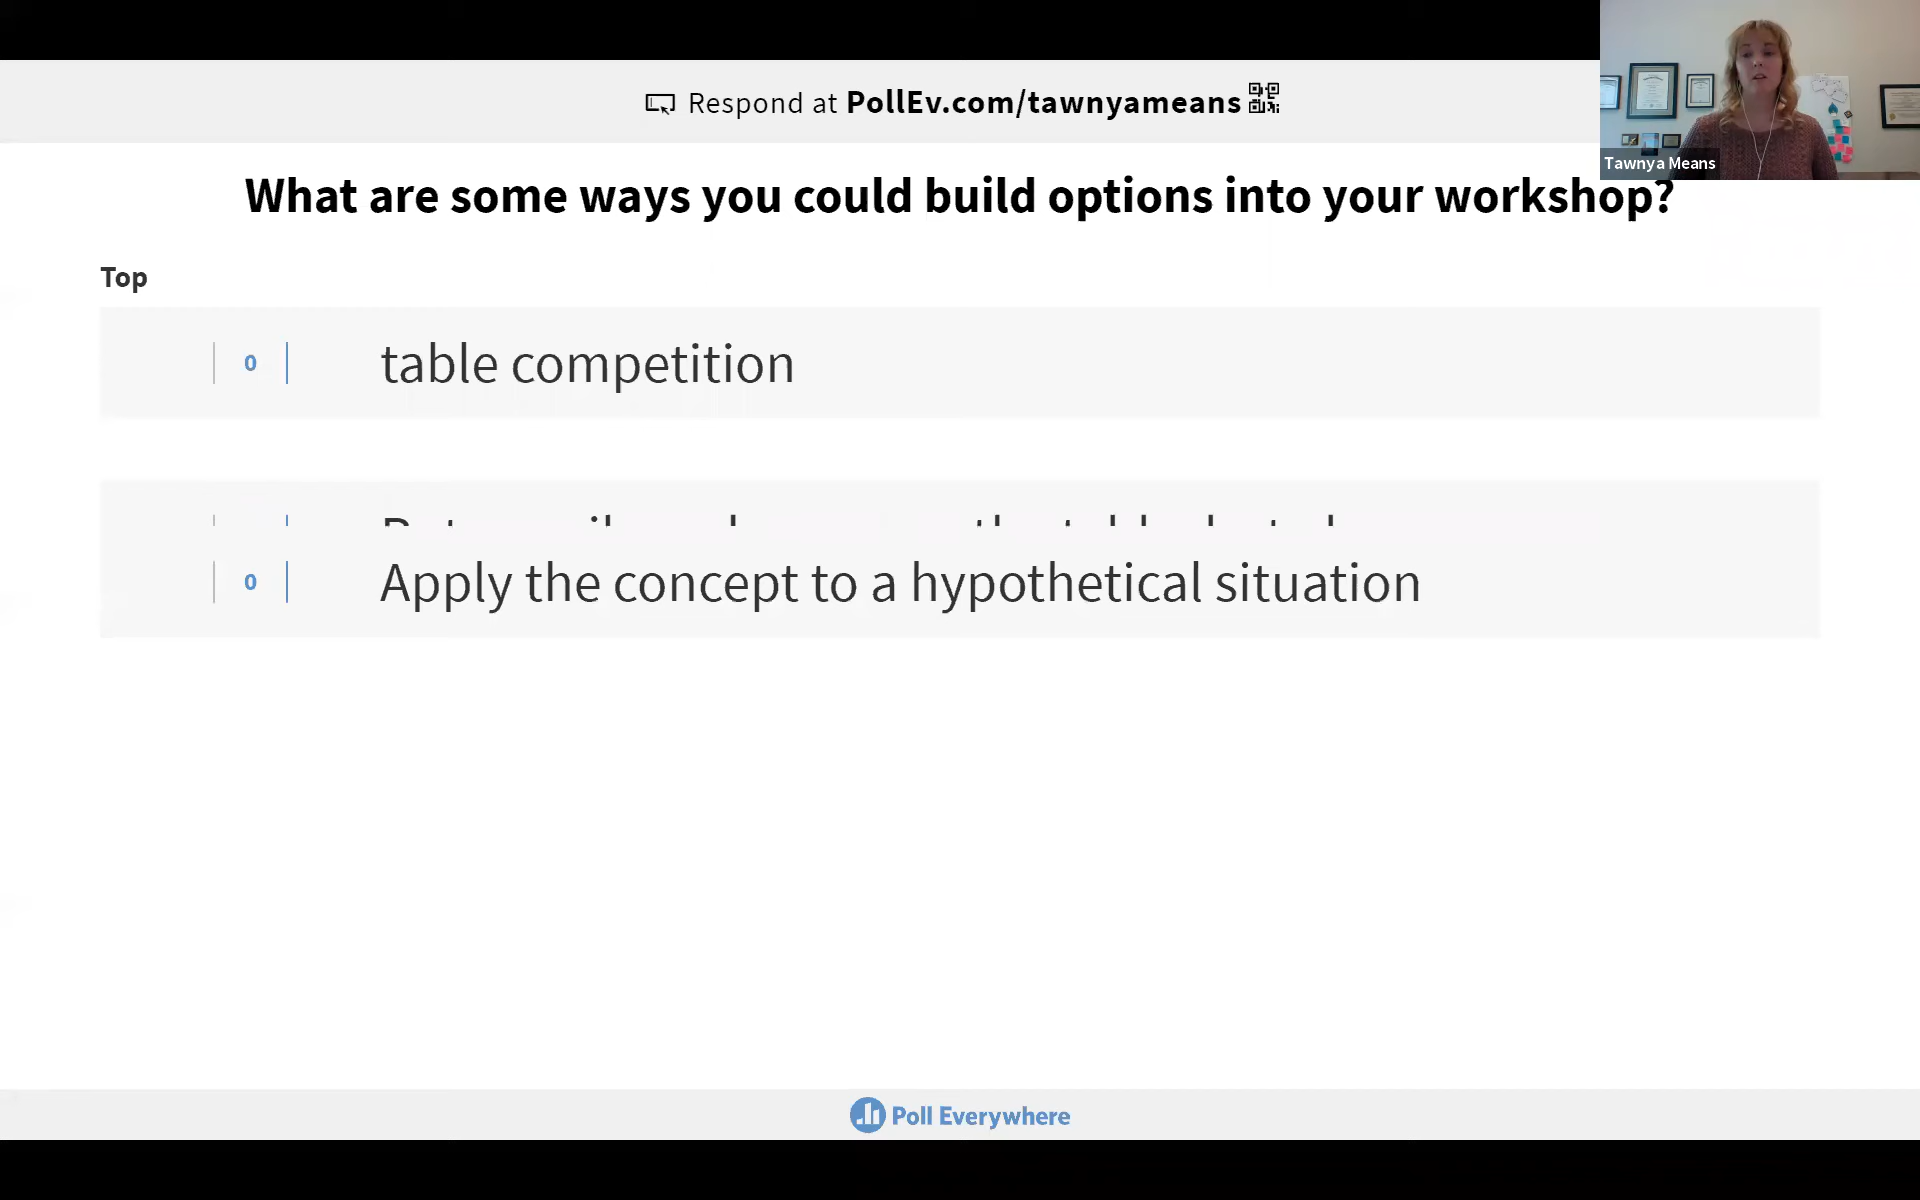 Respond at PollEv.com/tawnyameans
Tawnya Means
What are some ways you could build options into your workshop?
Top
0 table competition
0 Apply the concept to a hypothetical situation
Poll Everywhere